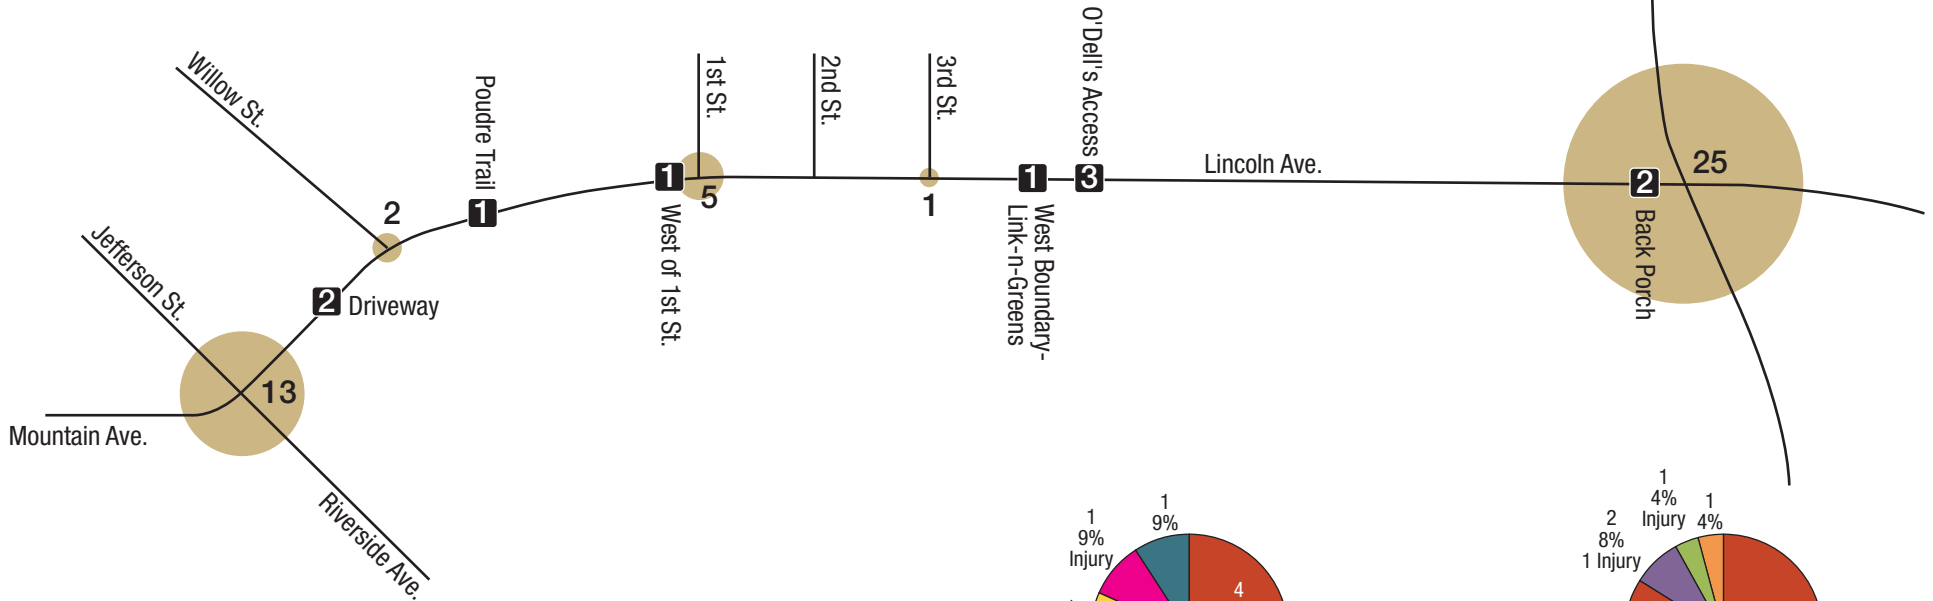 O'Dell's Access
Willow St.
Poudre Trail
1st St.
2nd St.
3rd St.
Lincoln Ave.
25
1
5
1
1
3
2
2
1
West of 1st St.
West Boundary-
Link-n-Greens
Back Porch
Jefferson St.
2
Driveway
13
Mountain Ave.
Riverside Ave.
1
9%
Injury
1
9%
4
2
8%
1 Injury
1
4%
Injury
1
4%